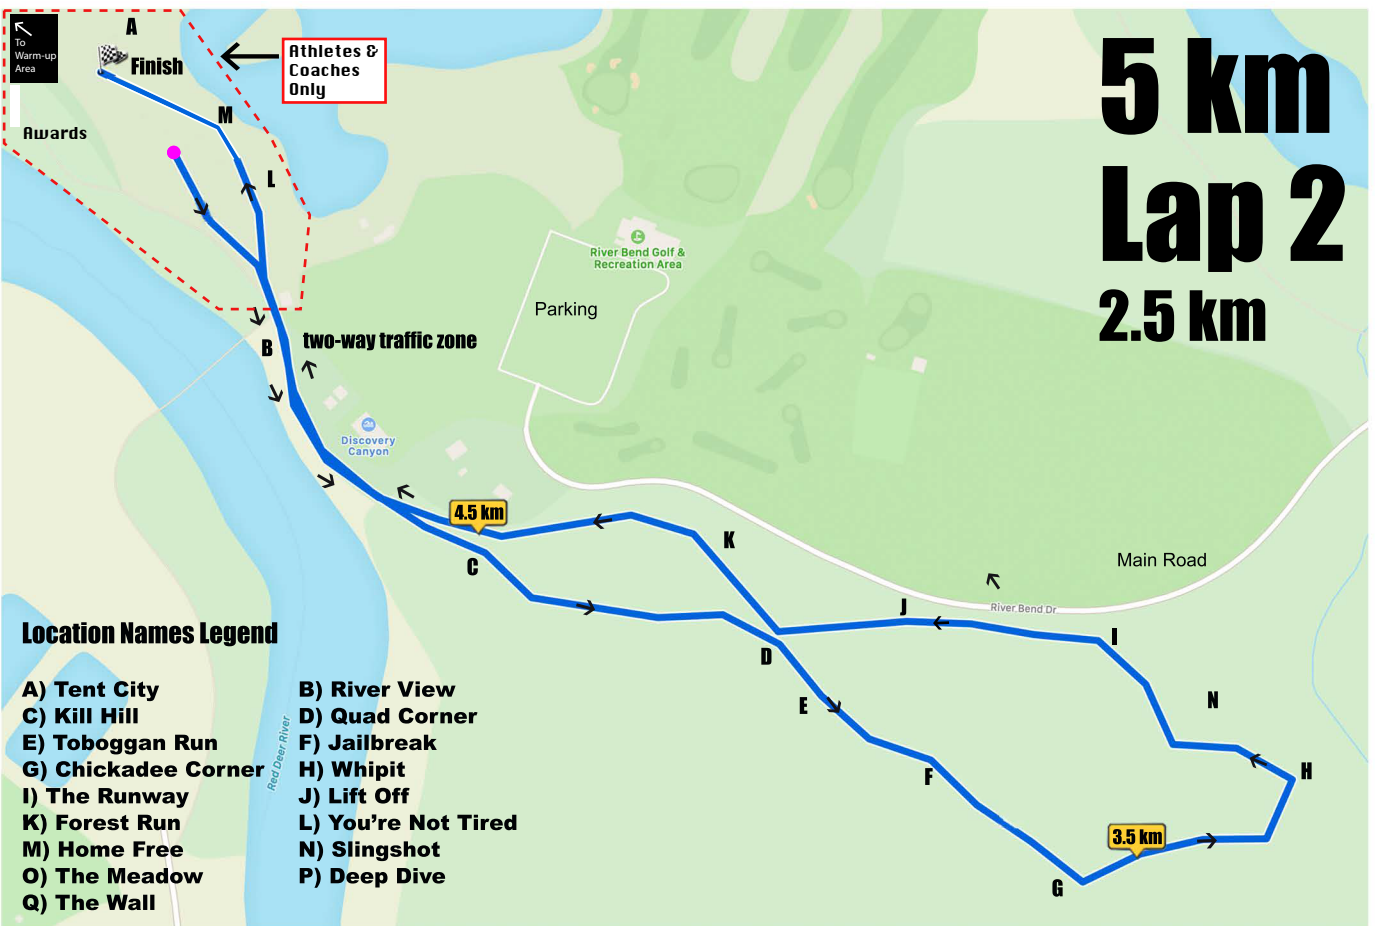 To
Warm-up
Area
A
Finish
Athletes &
Coaches
Only
5 km
Lap 2
2.5 km
M
Awards
L
River Bend Golf &
Recreation Area
Parking
B
two-way traffic zone
Discovery
Canyon
4.5 km
C
K
Main Road
River Bend Dr
J
I
D
E
N
F
H
3.5 km
G
Red Deer River
Location Names Legend
A) Tent City
B) River View
C) Kill Hill
D) Quad Corner
E) Toboggan Run
F) Jailbreak
G) Chickadee Corner
H) Whipit
I) The Runway
J) Lift Off
K) Forest Run
L) You're Not Tired
M) Home Free
N) Slingshot
O) The Meadow
P) Deep Dive
Q) The Wall